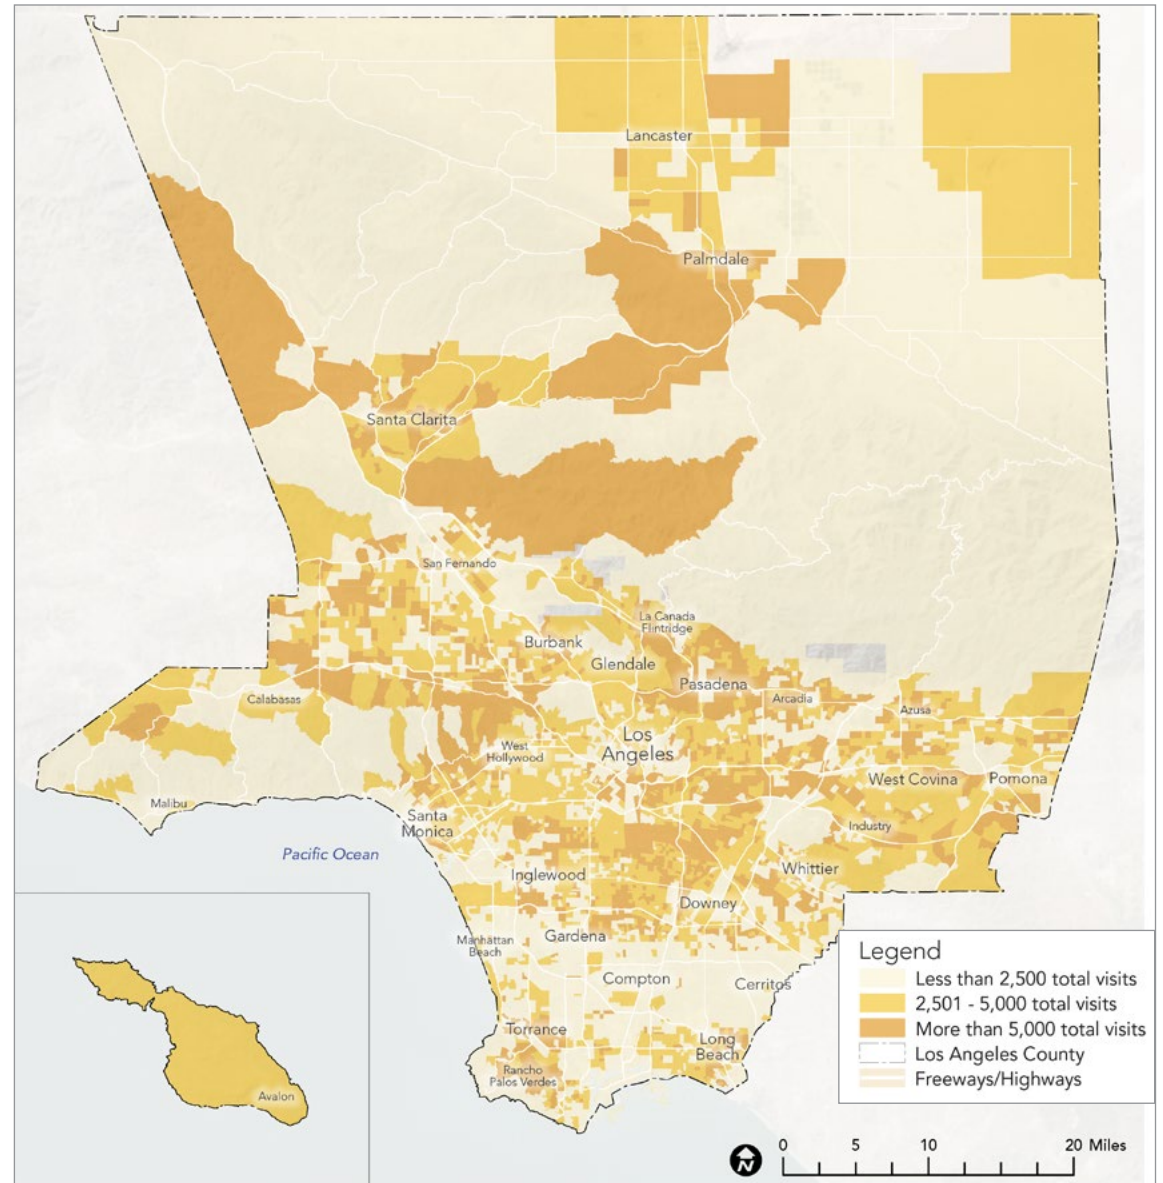 Lancaster
Palmdale
Santa Clarita
San Fernando
La Canada
Flintridge
Burbank
Glendale
Pasadena
Calabasas
Arcadia
Azusa
West
Hollywood
Los
Angeles
West Covina
Pomona
Malibu
Santa
Monica
Industry
Pacific Ocean
Inglewood
Whittier
Downey
Manhattan
Beach
Gardena
Compton
Cerritos
Torrance
Long
Beach
Rancho
Palos Verdes
Avalon
Legend
Less than 2,500 total visits
2,501 - 5,000 total visits
More than 5,000 total visits
Los Angeles County
Freeways/Highways
N
0 5 10 20 Miles